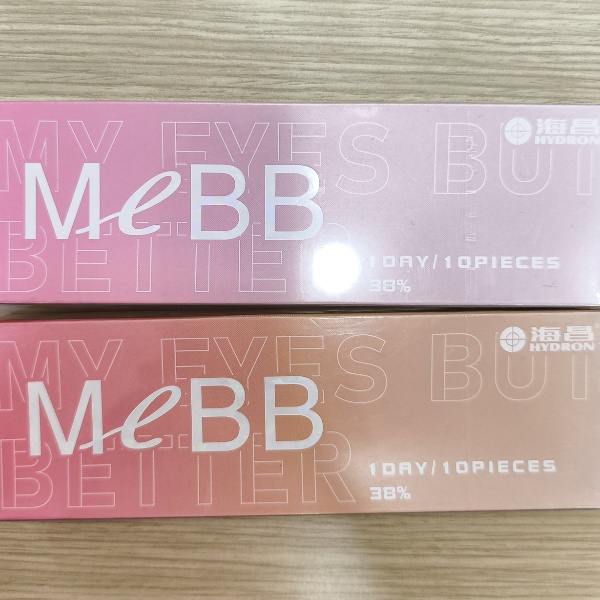 海昌
HYDRON
MY EYES BUT
BETTER
MeBB
1DAY/10PIECES
38%
海昌
HYDRON
MY EYES BUT
BETTER
MeBB
1DAY/10PIECES
38%